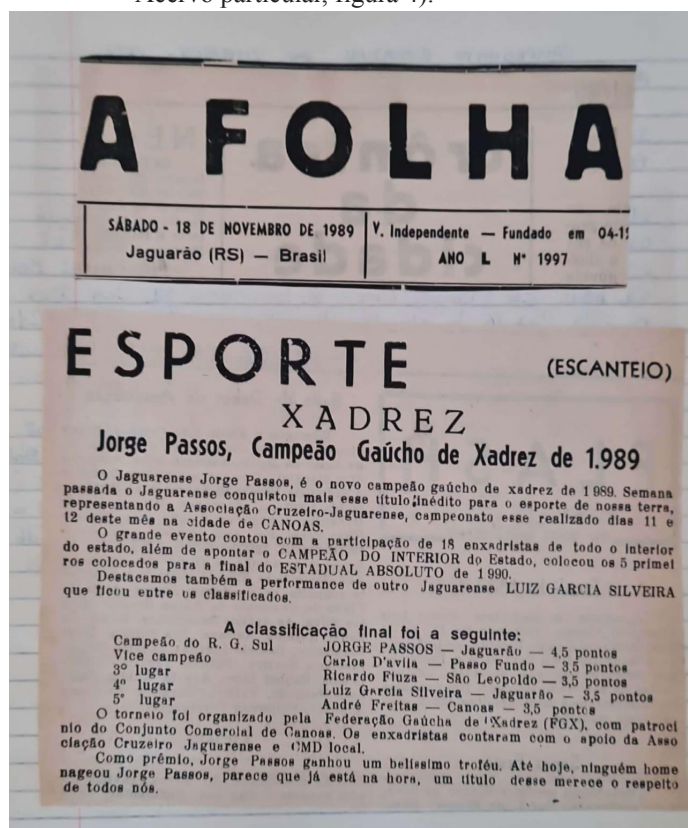 Acervo particular, figura 4).
A FOLHA
SÁBADO - 18 DE NOVEMBRO DE 1989
Jaguarão (RS) — Brasil
V. Independente — Fundado em 04-1
ANO L Nº 1997
ESPORTE
(ESCANTEIO)
XADREZ
Jorge Passos, Campeão Gaúcho de Xadrez de 1.989
O Jaguarense Jorge Passos, é o novo campeão gaúcho de xadrez de 1989. Semana
passada o Jaguarense conquistou mais esse título inédito para o esporte de nossa terra,
representando a Associação Cruzeiro-Jaguarense, campeonato esse realizado dias 11 e
12 deste mês na cidade de CANOAS.
O grande evento contou com a participação de 18 enxadristas de todo o interior
do estado, além de apontar o CAMPEÃO DO INTERIOR do Estado, colocou os 5 primei
ros colocados para a final do ESTADUAL ABSOLUTO de 1990.
Destacamos também a performance de outro Jaguarense LUIZ GARCIA SILVEIRA
que ficou entre os classificados.
A classificação final foi a seguinte:
Campeão do R. G. Sul JORGE PASSOS — Jaguarão — 4,5 pontos
Vice campeão Carlos D'avila — Passo Fundo — 3,5 pontos
3º lugar Ricardo Fiuza — São Leopoldo — 3,5 pontos
4º lugar Luiz Garcia Silveira — Jaguarão — 3,5 pontos
5º lugar André Freitas — Canoas — 3,5 pontos
O torneio foi organizado pela Federação Gaúcha de Xadrez (FGX), com patroci
nio do Conjunto Comercial de Canoas. Os enxadristas contaram com o apoio da Asso
ciação Cruzeiro Jaguarense e CMD local.
Como prêmio, Jorge Passos ganhou um belíssimo troféu. Até hoje, ninguém home
nageou Jorge Passos, parece que já está na hora, um título desse merece o respeito
de todos nós.